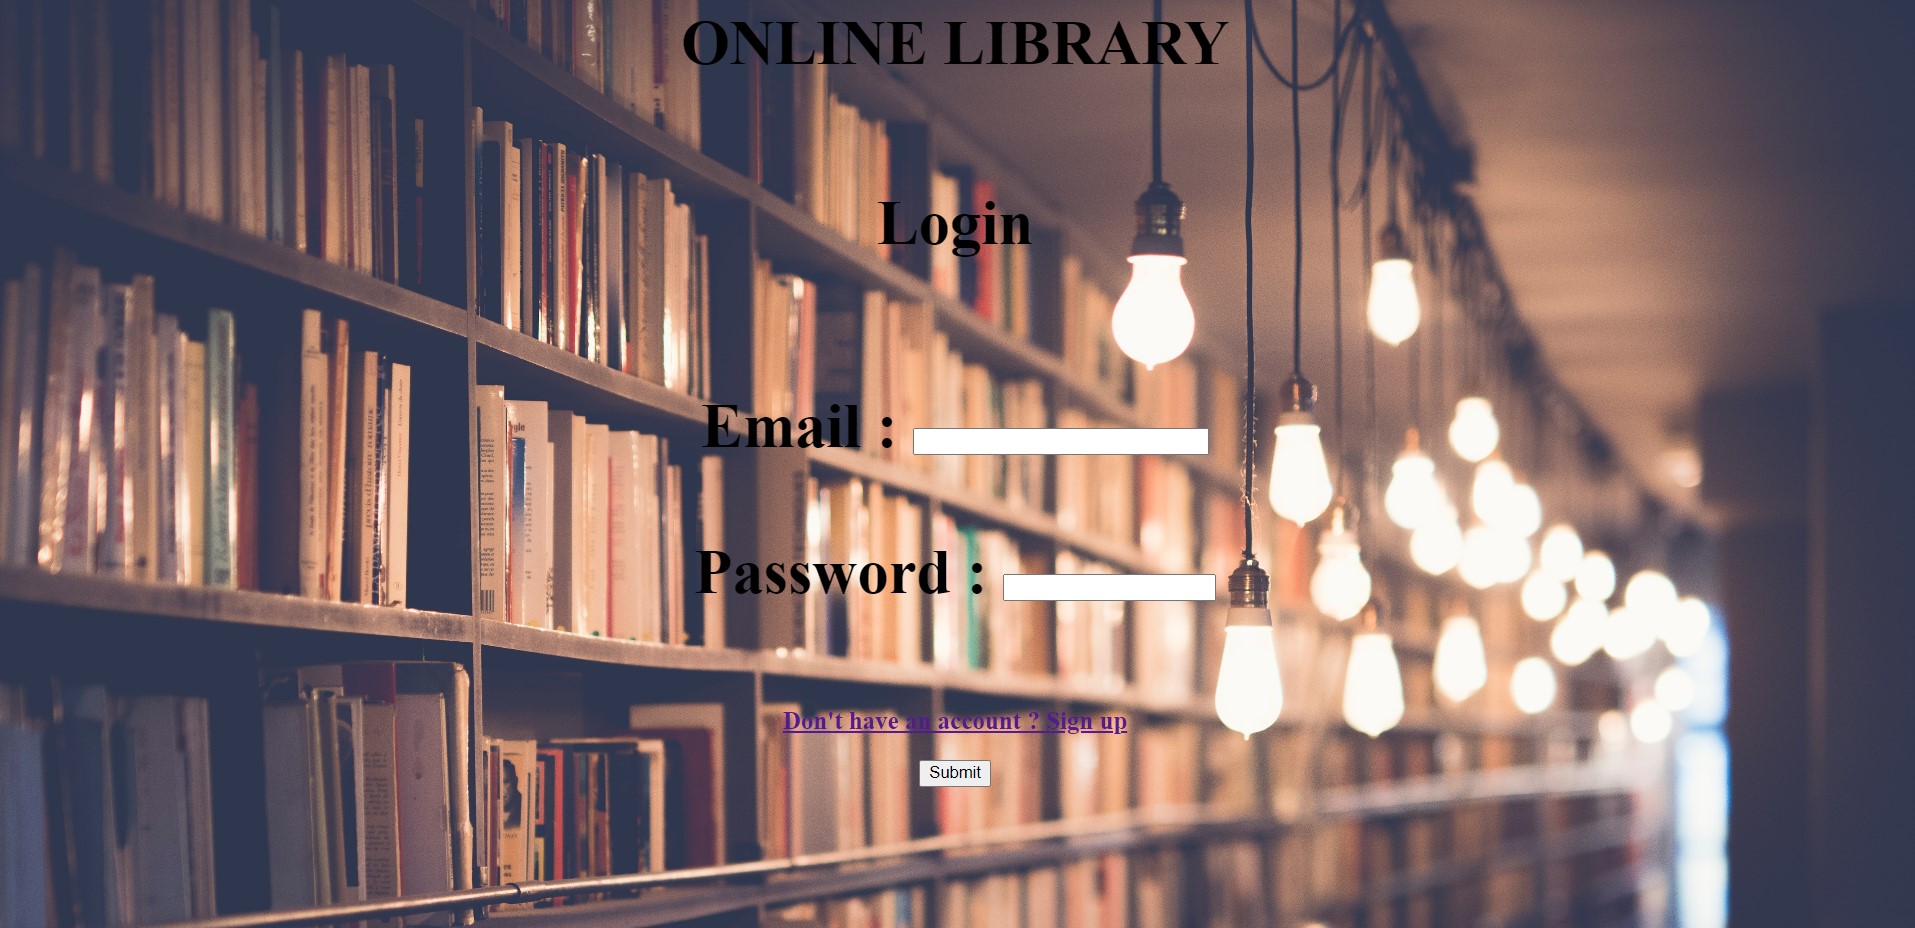 ONLINE LIBRARY
Login
Email :
Password :
Don't have an account ? Sign up
Submit